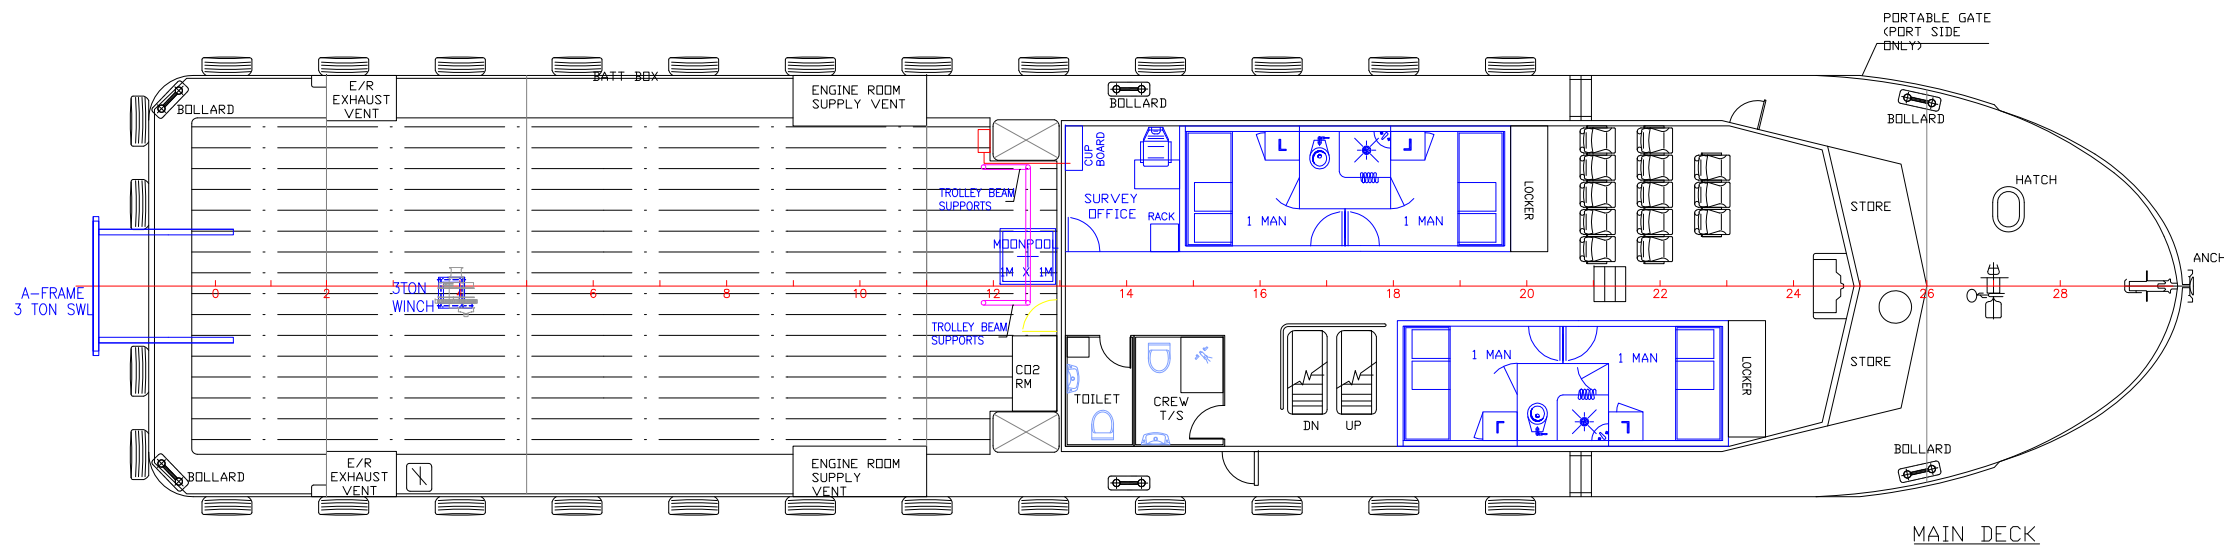 PORTABLE GATE
(PORT SIDE
ONLY)
BATT BOX
E/R
EXHAUST
VENT
ENGINE ROOM
SUPPLY VENT
BOLLARD
BOLLARD
BOLLARD
CUP
BOARD
TROLLEY BEAM
SUPPORTS
SURVEY
OFFICE
RACK
1 MAN
1 MAN
LOCKER
STORE
HATCH
MOONPOOL
1M X 1M
ANCH
A-FRAME
3 TON SWL
3TON
WINCH
0
2
4
6
8
10
12
14
16
18
20
22
24
26
28
TROLLEY BEAM
SUPPORTS
CO2
RM
TOILET
CREW
T/S
DN
UP
1 MAN
1 MAN
LOCKER
STORE
BOLLARD
E/R
EXHAUST
VENT
ENGINE ROOM
SUPPLY
VENT
BOLLARD
MAIN DECK